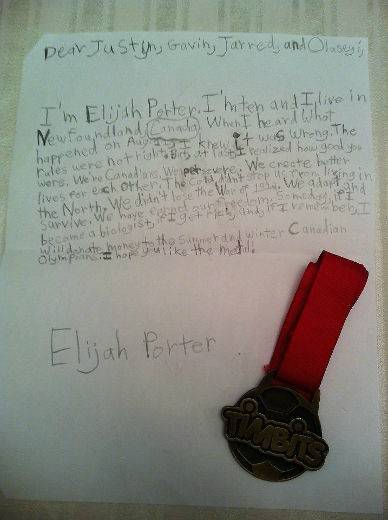 Dear Justyn, Gavin, Jarred, and Oluseyi,
I'm Elijah Porter. I'm ten and I live in
Newfoundland, Canada. When I heard what
happened on Aug 11 I knew it was wrong. The
rules were not right. But at last I realized how good you
were. We're Canadians. We persevere. We create better
lives for each other. The cold won't stop us from living in
the North. We didn't lose the War of 1812. We adapt and
survive. We have earned our freedom. Someday, if I
become a biologist, if I get rich, and if I remember, I
will donate money to the Summer and winter Canadian
Olympians. I hope you like the medal.
Elijah Porter
TIMBITS